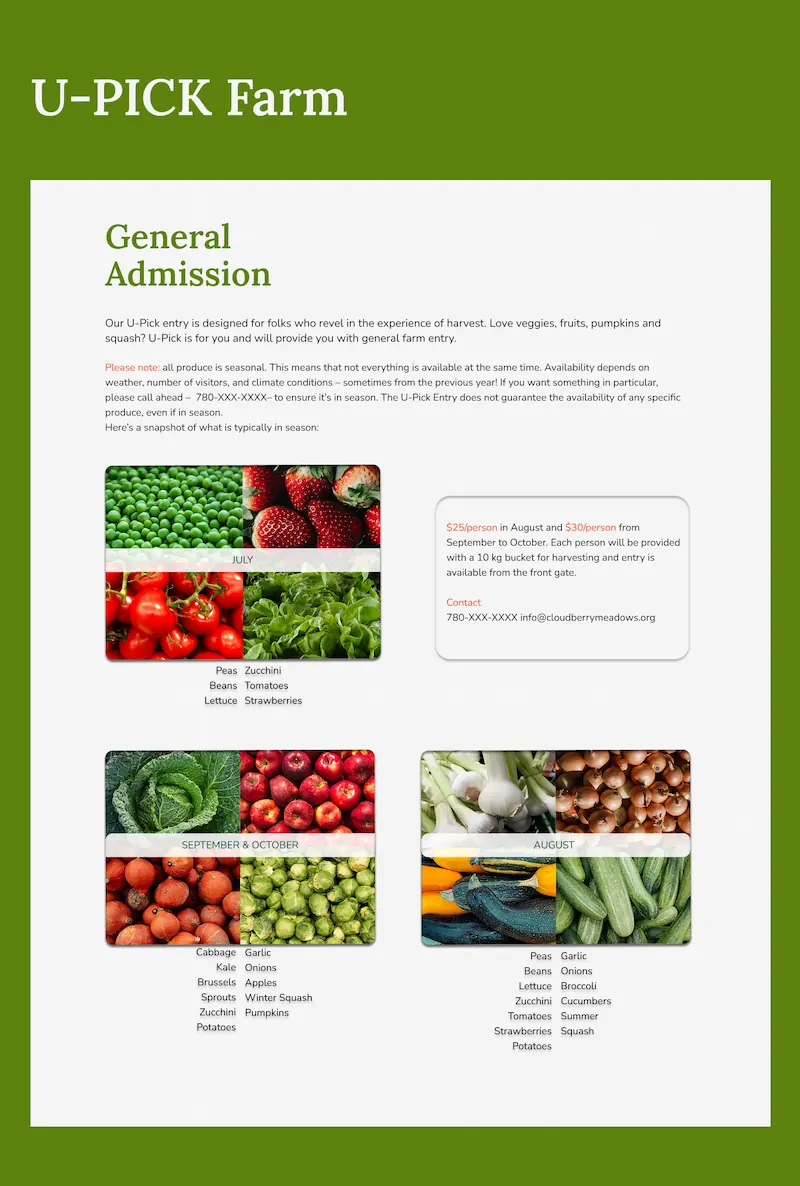 U-PICK Farm
General
Admission
Our U-Pick entry is designed for folks who revel in the experience of harvest. Love veggies, fruits, pumpkins and
squash? U-Pick is for you and will provide you with general farm entry.
Please note: all produce is seasonal. This means that not everything is available at the same time. Availability depends on
weather, number of visitors, and climate conditions – sometimes from the previous year! If you want something in particular,
please call ahead – 780-XXX-XXXX– to ensure it's in season. The U-Pick Entry does not guarantee the availability of any specific
produce, even if in season.
Here's a snapshot of what is typically in season:
JULY
Peas Zucchini
Beans Tomatoes
Lettuce Strawberries
$25/person in August and $30/person from
September to October. Each person will be provided
with a 10 kg bucket for harvesting and entry is
available from the front gate.
Contact
780-XXX-XXXX info@cloudberrymeadows.org
SEPTEMBER & OCTOBER
Cabbage Garlic
Kale Onions
Brussels Apples
Sprouts Winter Squash
Zucchini Pumpkins
Potatoes
AUGUST
Peas Garlic
Beans Onions
Lettuce Broccoli
Zucchini Cucumbers
Tomatoes Summer
Strawberries Squash
Potatoes